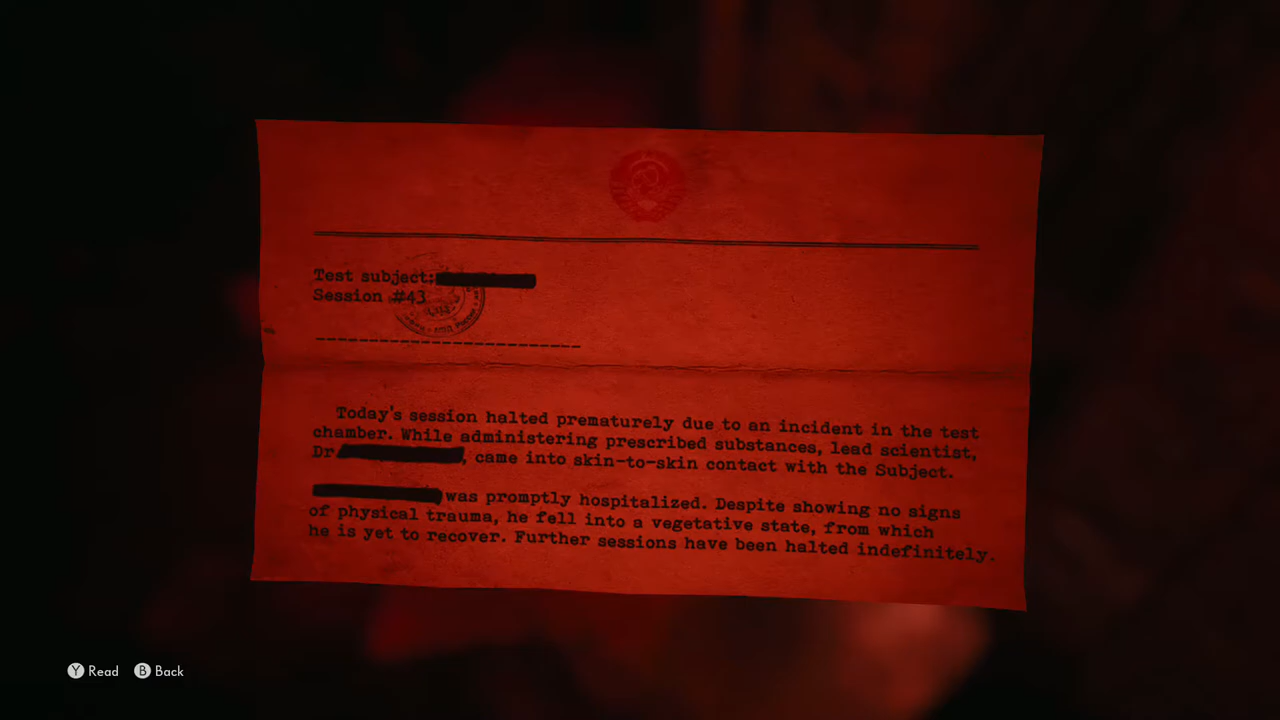 Test subject:
Session #43
Today's session halted prematurely due to an incident in the test
chamber. While administering prescribed substances, lead scientist,
Dr , came into skin-to-skin contact with the Subject.
was promptly hospitalized. Despite showing no signs
of physical trauma, he fell into a vegetative state, from which
he is yet to recover. Further sessions have been halted indefinitely.
Y Read B Back